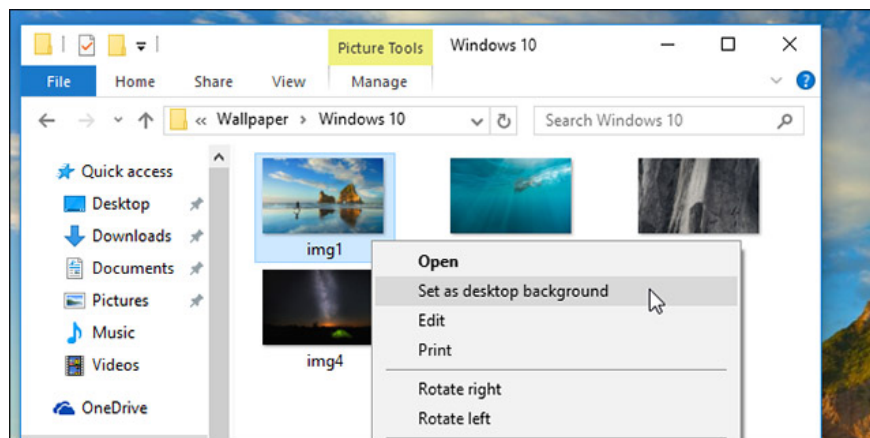 Picture Tools Windows 10
File Home Share View Manage
« Wallpaper > Windows 10 Search Windows 10
Quick access
Desktop
Downloads
Documents
Pictures
Music
Videos
OneDrive
img1
img4
Open
Set as desktop background
Edit
Print
Rotate right
Rotate left